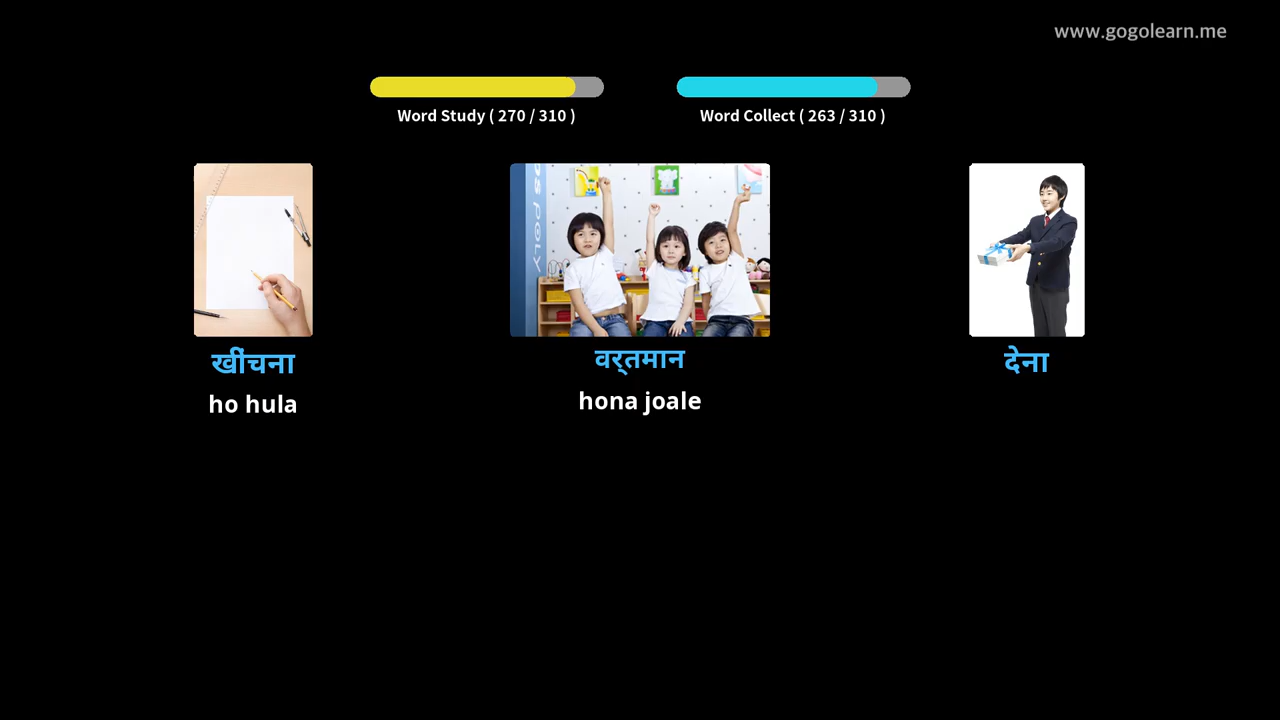 www.gogolearn.me
Word Study ( 270 / 310 )
Word Collect ( 263 / 310 )
खींचना
वर्‌तमान
देना
ho hula
hona joale